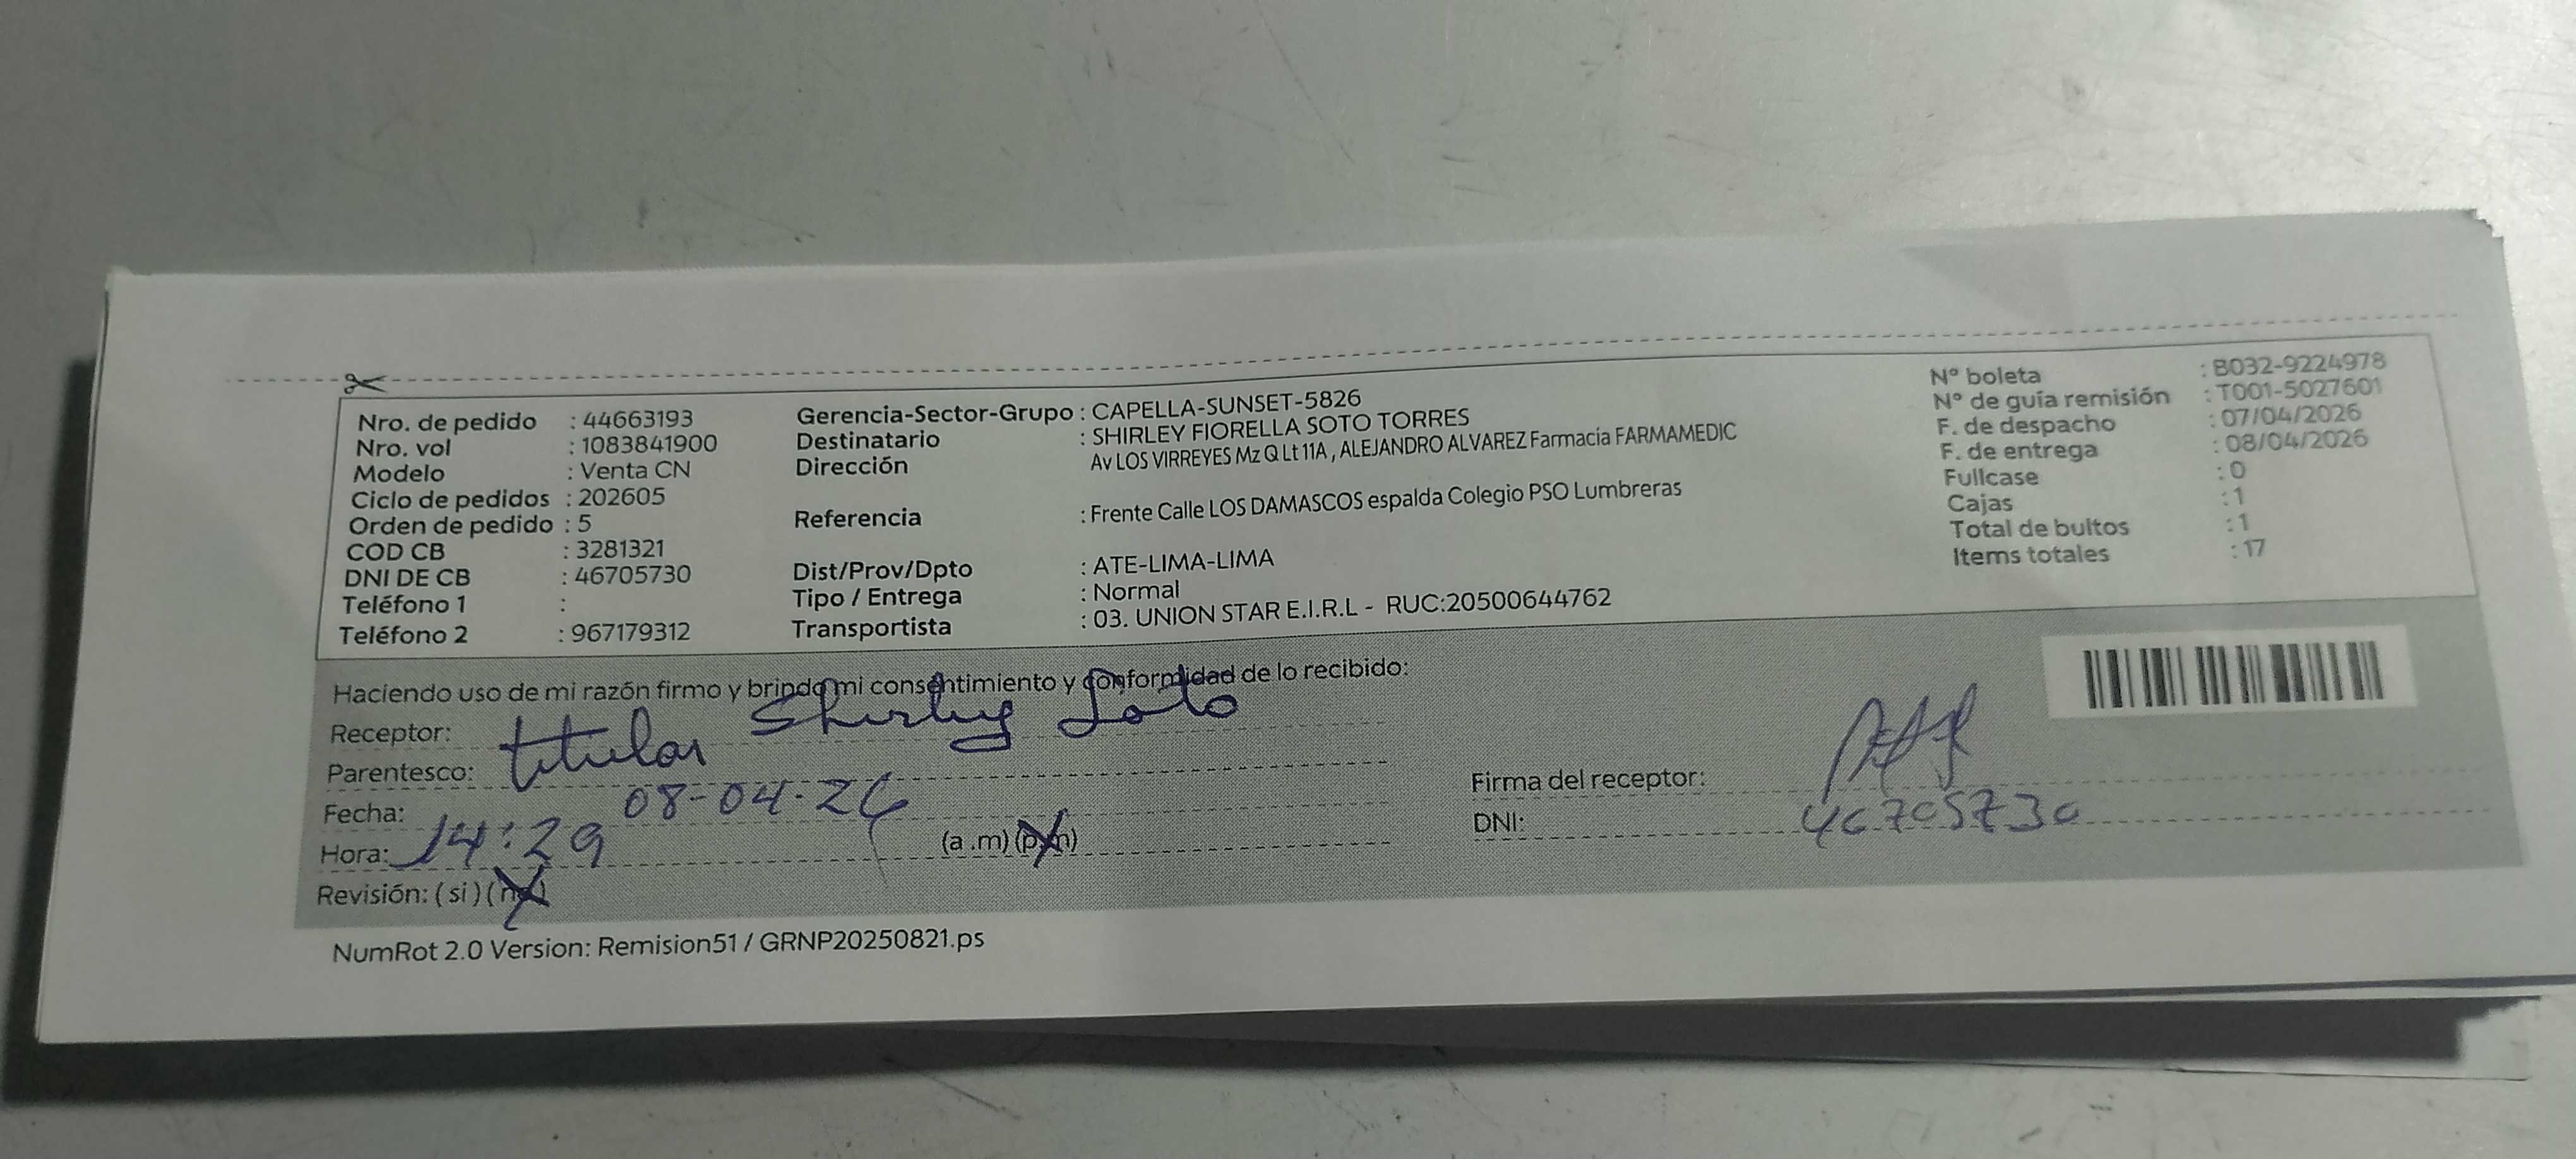 Nro. de pedido : 44663193
Nro. vol : 1083841900
Modelo : Venta CN
Ciclo de pedidos : 202605
Orden de pedido : 5
COD CB : 3281321
DNI DE CB : 46705730
Teléfono 1 :
Teléfono 2 : 967179312
Gerencia-Sector-Grupo : CAPELLA-SUNSET-5826
Destinatario : SHIRLEY FIORELLA SOTO TORRES
Dirección Av LOS VIRREYES Mz Q Lt 11A , ALEJANDRO ALVAREZ Farmacia FARMAMEDIC
Referencia : Frente Calle LOS DAMASCOS espalda Colegio PSO Lumbreras
Dist/Prov/Dpto : ATE-LIMA-LIMA
Tipo / Entrega : Normal
Transportista : 03. UNION STAR E.I.R.L - RUC:20500644762
N° boleta : B032-9224978
N° de guía remisión : T001-5027601
F. de despacho : 07/04/2026
F. de entrega : 08/04/2026
Fullcase : 0
Cajas : 1
Total de bultos : 1
Items totales : 17
Haciendo uso de mi razón firmo y brindo mi consentimiento y conformidad de lo recibido:
Receptor: Shirley Soto
Parentesco: titular
Fecha: 08-04-26
Hora: 14:29 (a .m) (p.m)
Revisión: ( si ) ( no )
Firma del receptor:
DNI: 46705730
NumRot 2.0 Version: Remision51 / GRNP20250821.ps